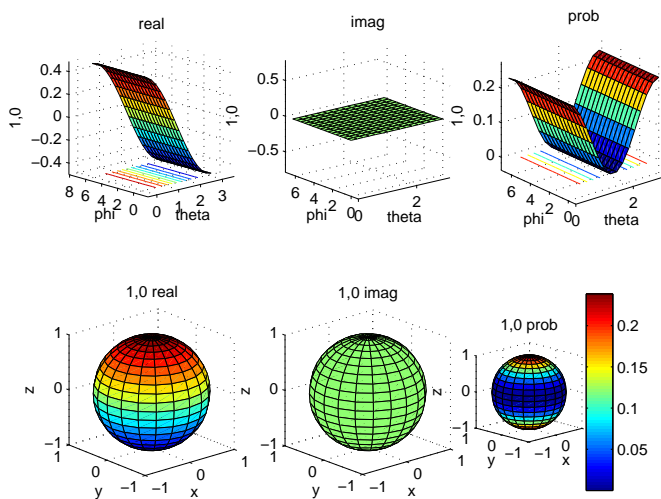 real
imag
prob
0.4
0.2
0
−0.2
−0.4
1,0
8 6 4 2 0
phi
0 1 2 3
theta
0.5
0
−0.5
1,0
6 4 2 0
phi
0 2
theta
0.2
0.1
0
1,0
6 4 2 0
phi
0 2
theta
1,0 real
1,0 imag
1,0 prob
1
0
−1
z
1 0 −1
y
−1 0 1
x
1
0
−1
z
1 0 −1
y
−1 0 1
x
1
0
−1
z
1 0 −1
y
−1 0 1
x
0.2
0.15
0.1
0.05